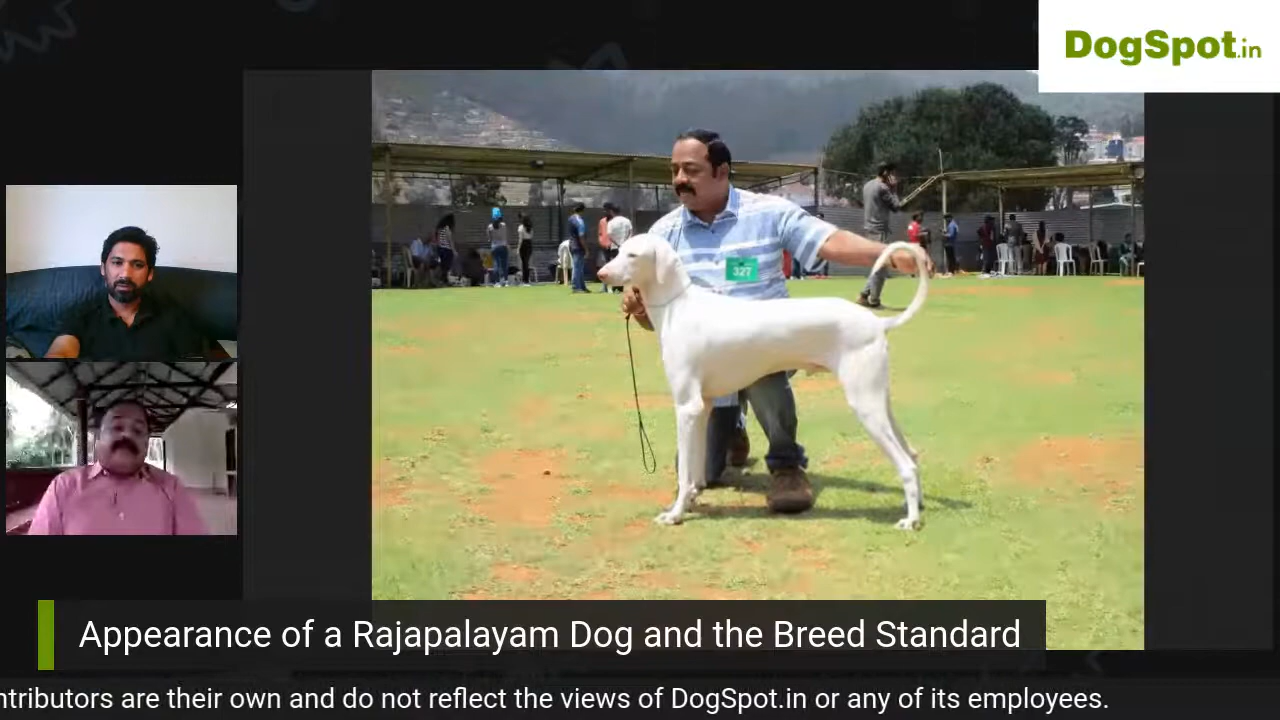 DogSpot.in
327
Appearance of a Rajapalayam Dog and the Breed Standard
ntributors are their own and do not reflect the views of DogSpot.in or any of its employees.